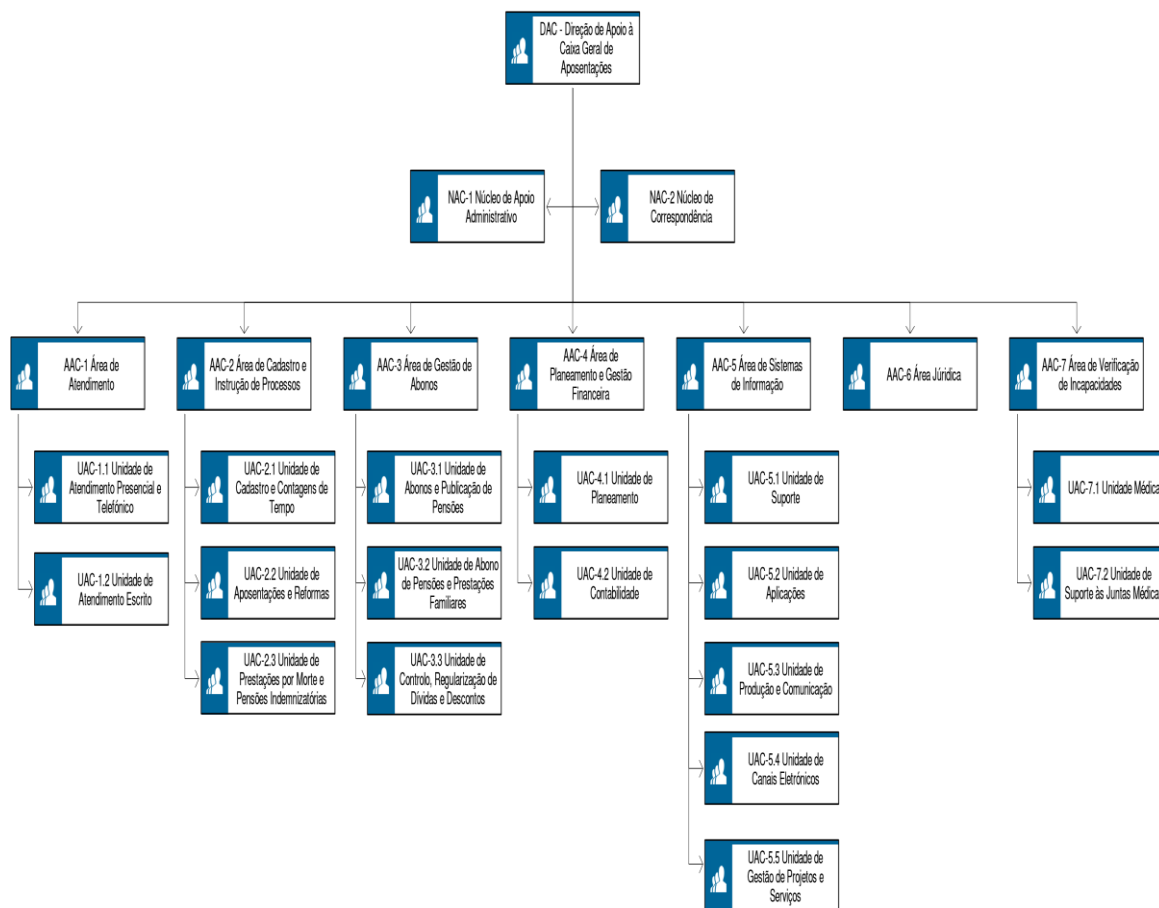 DAC - Direção de Apoio à
Caixa Geral de
Aposentações
NAC-1 Núcleo de Apoio
Administrativo
NAC-2 Núcleo de
Correspondência
AAC-1 Área de
Atendimento
AAC-2 Área de Cadastro e
Instrução de Processos
AAC-3 Área de Gestão de
Abonos
AAC-4 Área de
Planeamento e Gestão
Financeira
AAC-5 Área de Sistemas
de Informação
AAC-6 Área Júridica
AAC-7 Área de Verificação
de Incapacidades
UAC-1.1 Unidade de
Atendimento Presencial e
Telefónico
UAC-1.2 Unidade de
Atendimento Escrito
UAC-2.1 Unidade de
Cadastro e Contagens de
Tempo
UAC-2.2 Unidade de
Aposentações e Reformas
UAC-2.3 Unidade de
Prestações por Morte e
Pensões Indemnizatórias
UAC-3.1 Unidade de
Abonos e Publicação de
Pensões
UAC-3.2 Unidade de Abono
de Pensões e Prestações
Familiares
UAC-3.3 Unidade de
Controlo, Regularização de
Dívidas e Descontos
UAC-4.1 Unidade de
Planeamento
UAC-4.2 Unidade de
Contabilidade
UAC-5.1 Unidade de
Suporte
UAC-5.2 Unidade de
Aplicações
UAC-5.3 Unidade de
Produção e Comunicação
UAC-5.4 Unidade de
Canais Eletrónicos
UAC-5.5 Unidade de
Gestão de Projetos e
Serviços
UAC-7.1 Unidade Médica
UAC-7.2 Unidade de
Suporte às Juntas Médica